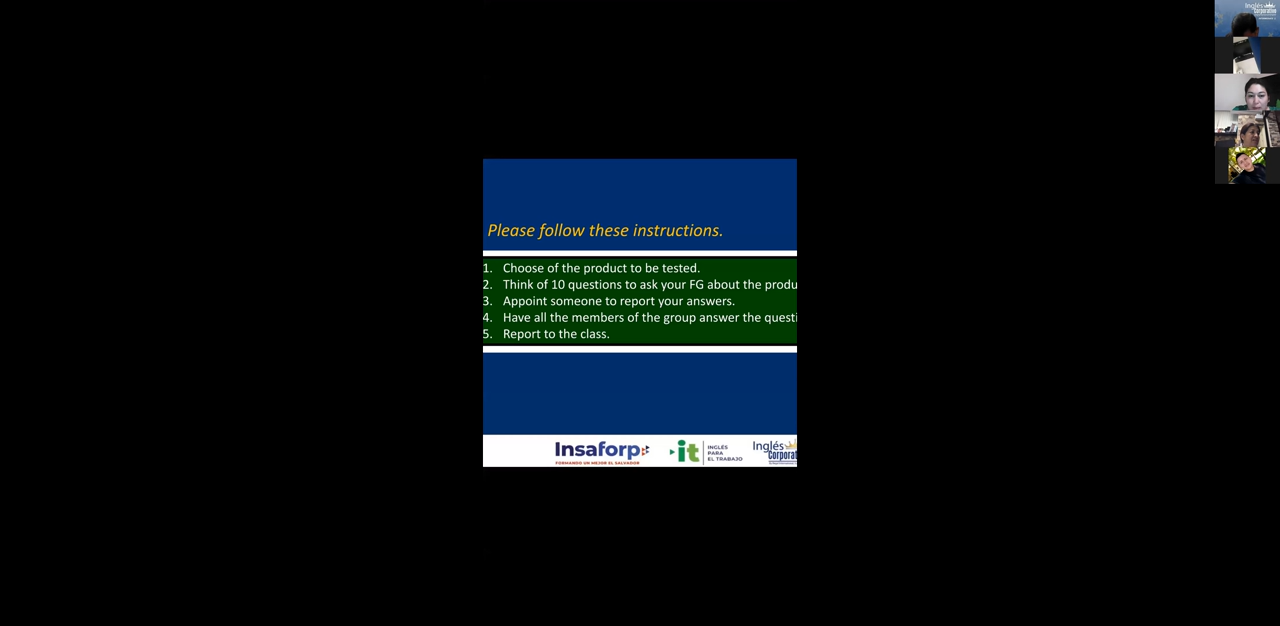 Please follow these instructions.
1. Choose of the product to be tested.
2. Think of 10 questions to ask your FG about the produ
3. Appoint someone to report your answers.
4. Have all the members of the group answer the questi
5. Report to the class.
Insaforp
FORMANDO UN MEJOR EL SALVADOR
it
INGLÉS
PARA
EL TRABAJO
Inglés
Corporat
Inglés
Corporativo